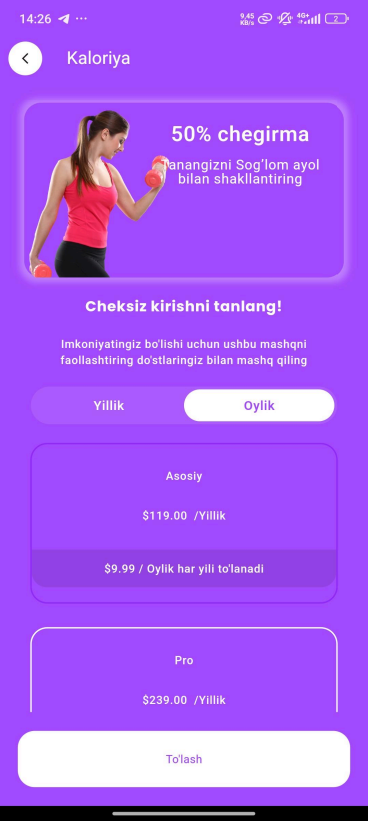 14:26
9,45
KB/s
4G+
2
Kaloriya
50% chegirma
Tanangizni Sog‘lom ayol
bilan shakllantiring
Cheksiz kirishni tanlang!
Imkoniyatingiz bo'lishi uchun ushbu mashqni
faollashtiring do'stlaringiz bilan mashq qiling
Yillik
Oylik
Asosiy
$119.00 /Yillik
$9.99 / Oylik har yili to'lanadi
Pro
$239.00 /Yillik
To'lash